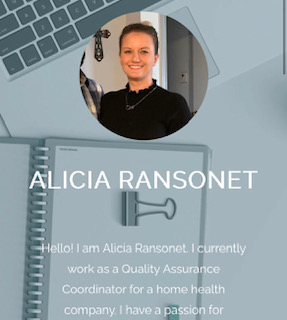 ALICIA RANSONET
Hello! I am Alicia Ransonet. I currently
work as a Quality Assurance
Coordinator for a home health
company. I have a passion for